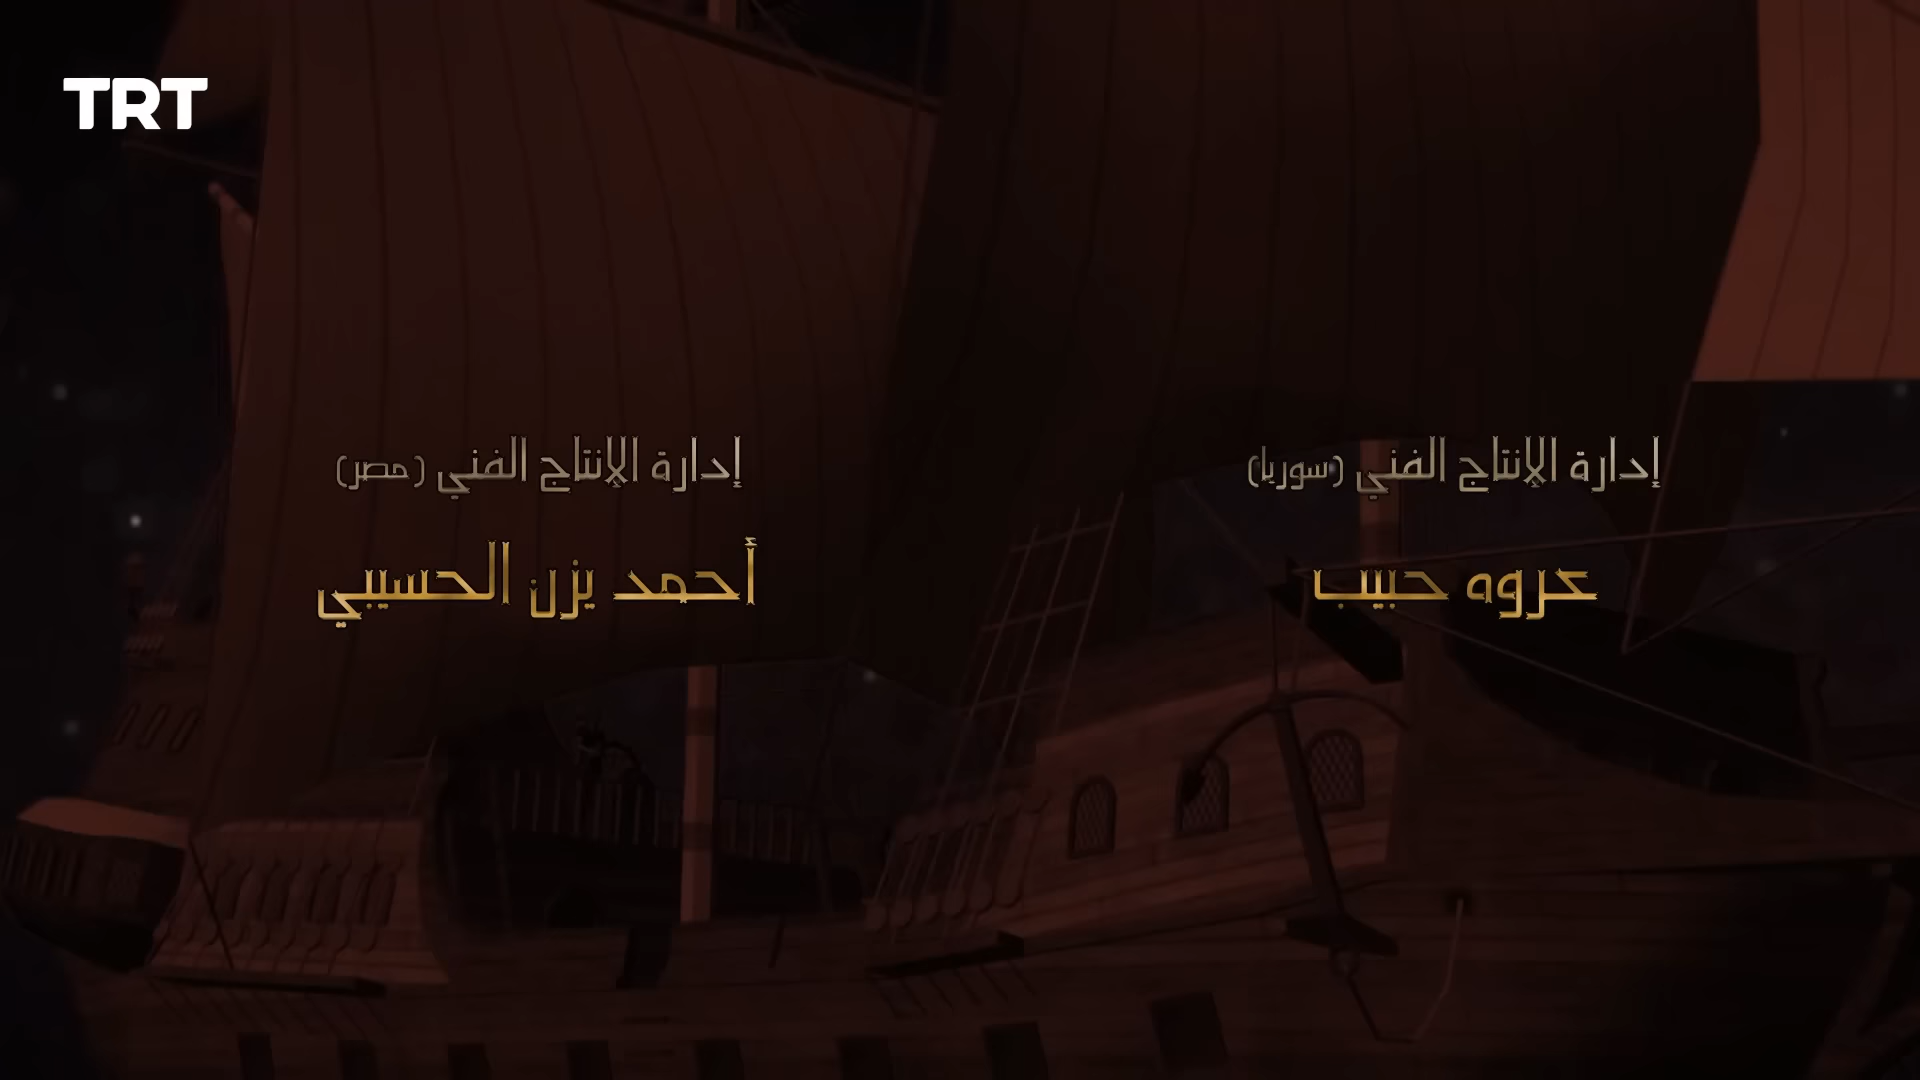 TRT
إدارة الإنتاج الفني (سوريا)
عروه حبيب
إدارة الإنتاج الفني (مصر)
أحمد يزن الحسيبي